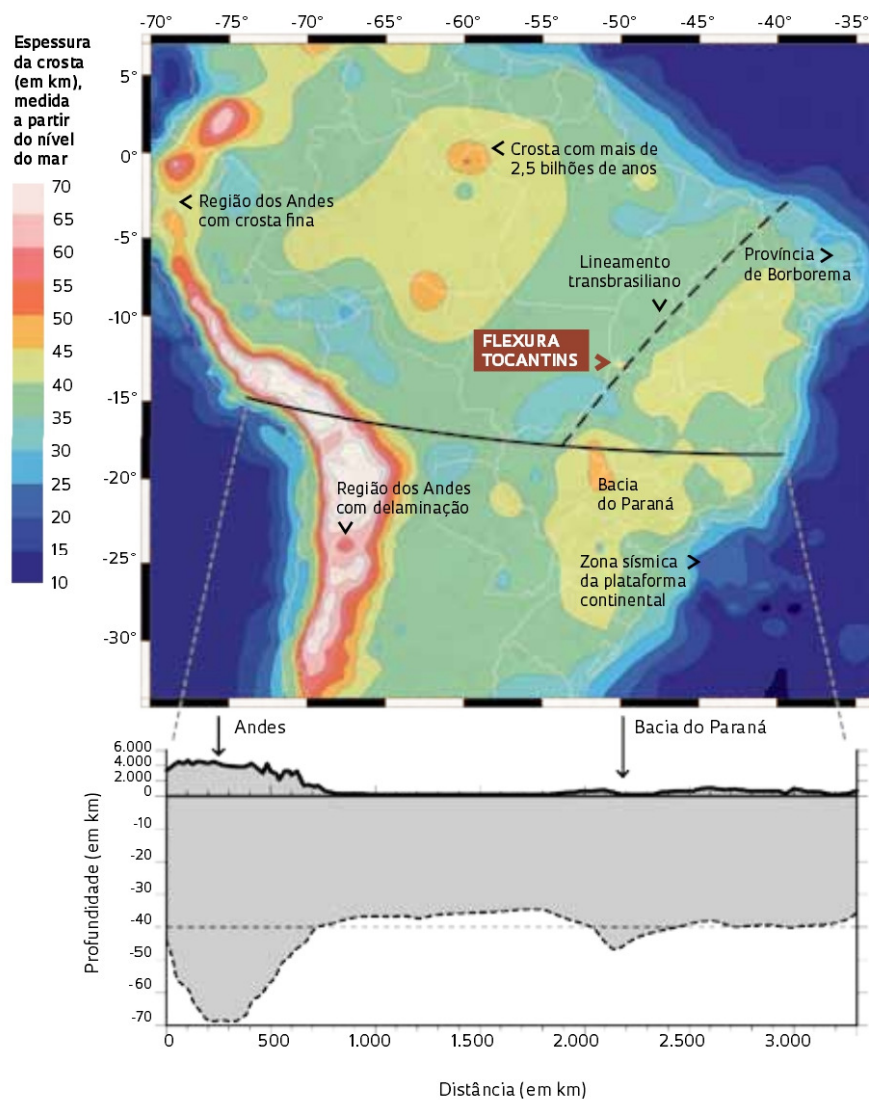 -70° -75° -70° -65° -60° -55° -50° -45° -40° -35°
Espessura
da crosta
(em km),
medida
a partir
do nível
do mar
70
65
60
55
50
45
40
35
30
25
20
15
10
5°
0°
-5°
-10°
-15°
-20°
-25°
-30°
Crosta com mais de
2,5 bilhões de anos
Região dos Andes
com crosta fina
Lineamento
transbrasiliano
Província
de Borborema
FLEXURA
TOCANTINS
Região dos Andes
com delaminação
Bacia
do Paraná
Zona sísmica
da plataforma
continental
Andes
Bacia do Paraná
6.000
4.000
2.000
0
-10
-20
-30
-40
-50
-60
-70
Profundidade (em km)
0 500 1.000 1.500 2.000 2.500 3.000
Distância (em km)